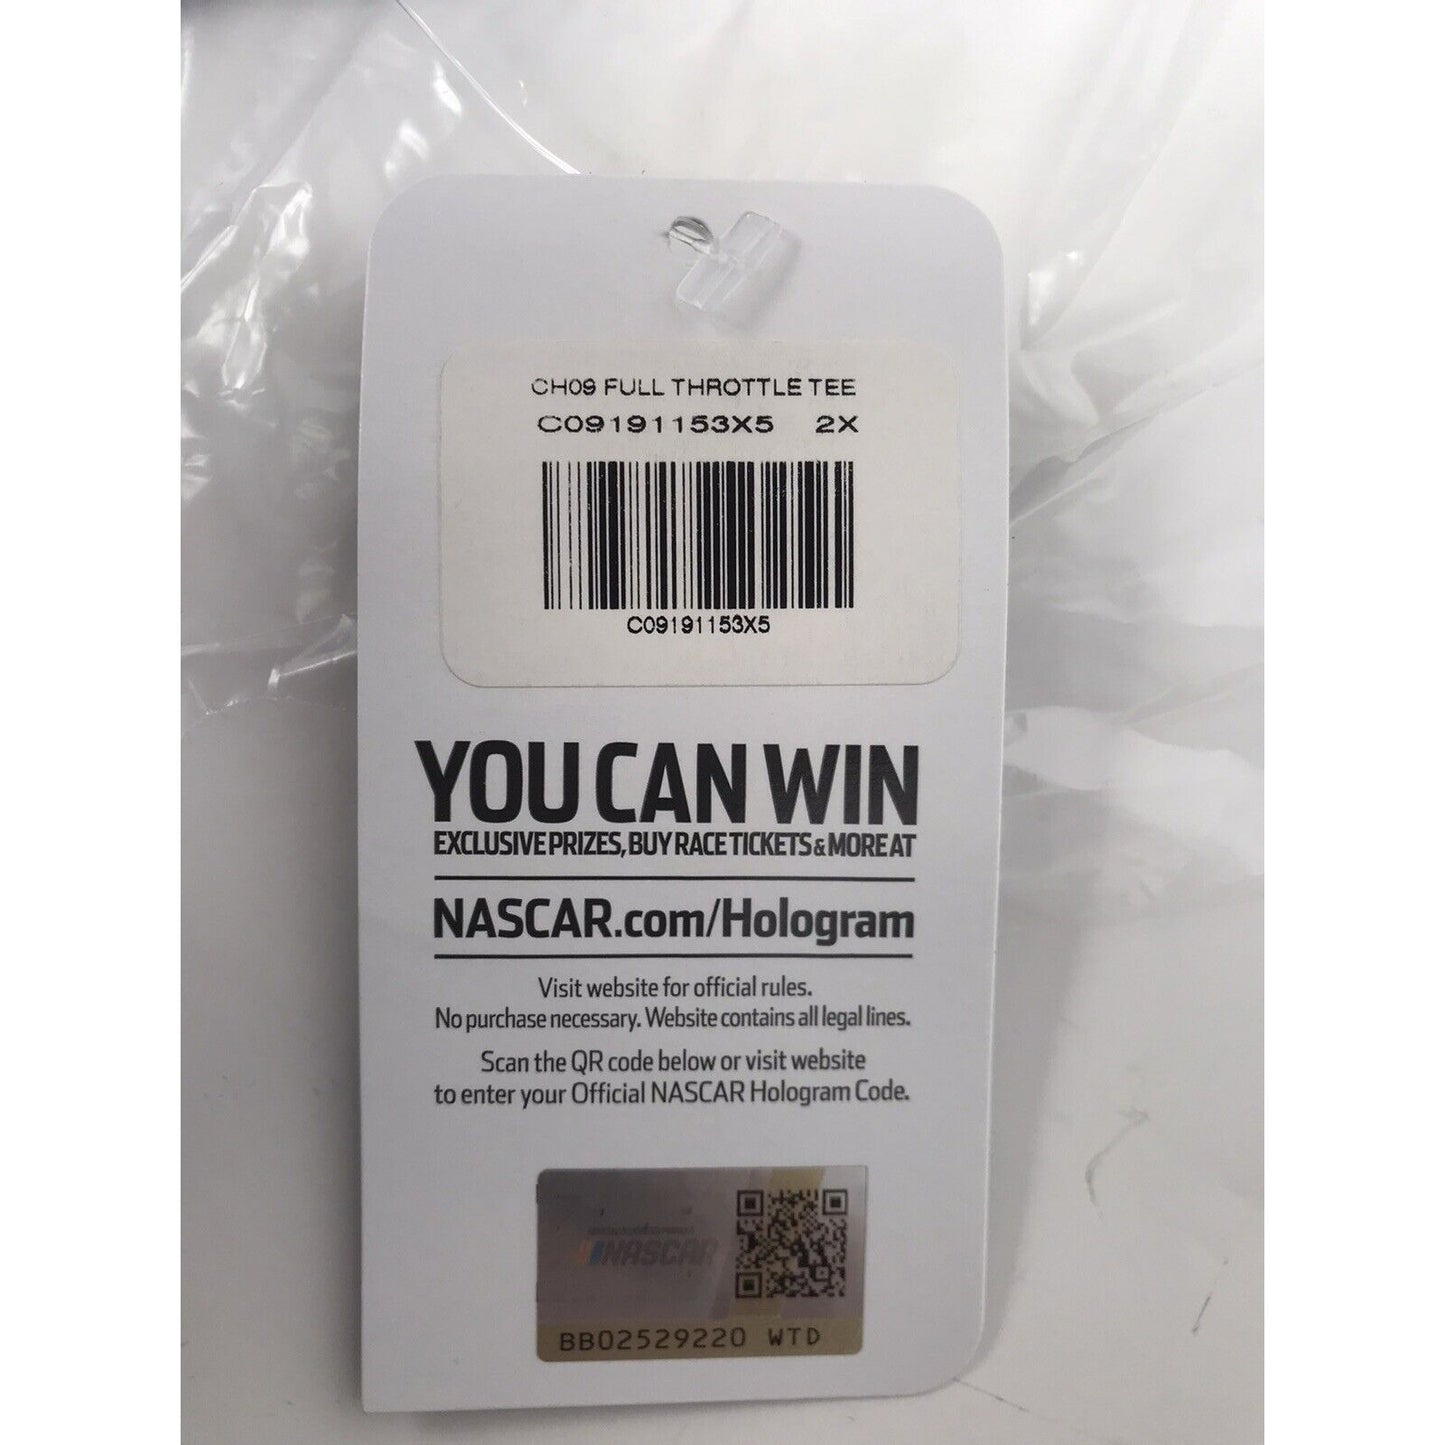 CH09 FULL THROTTLE TEE
C09191153X5 2X
C09191153X5
YOU CAN WIN
EXCLUSIVE PRIZES, BUY RACE TICKETS & MORE AT
NASCAR.com/Hologram
Visit website for official rules.
No purchase necessary. Website contains all legal lines.
Scan the QR code below or visit website
to enter your Official NASCAR Hologram Code.
NASCAR
BB02529220 WTD